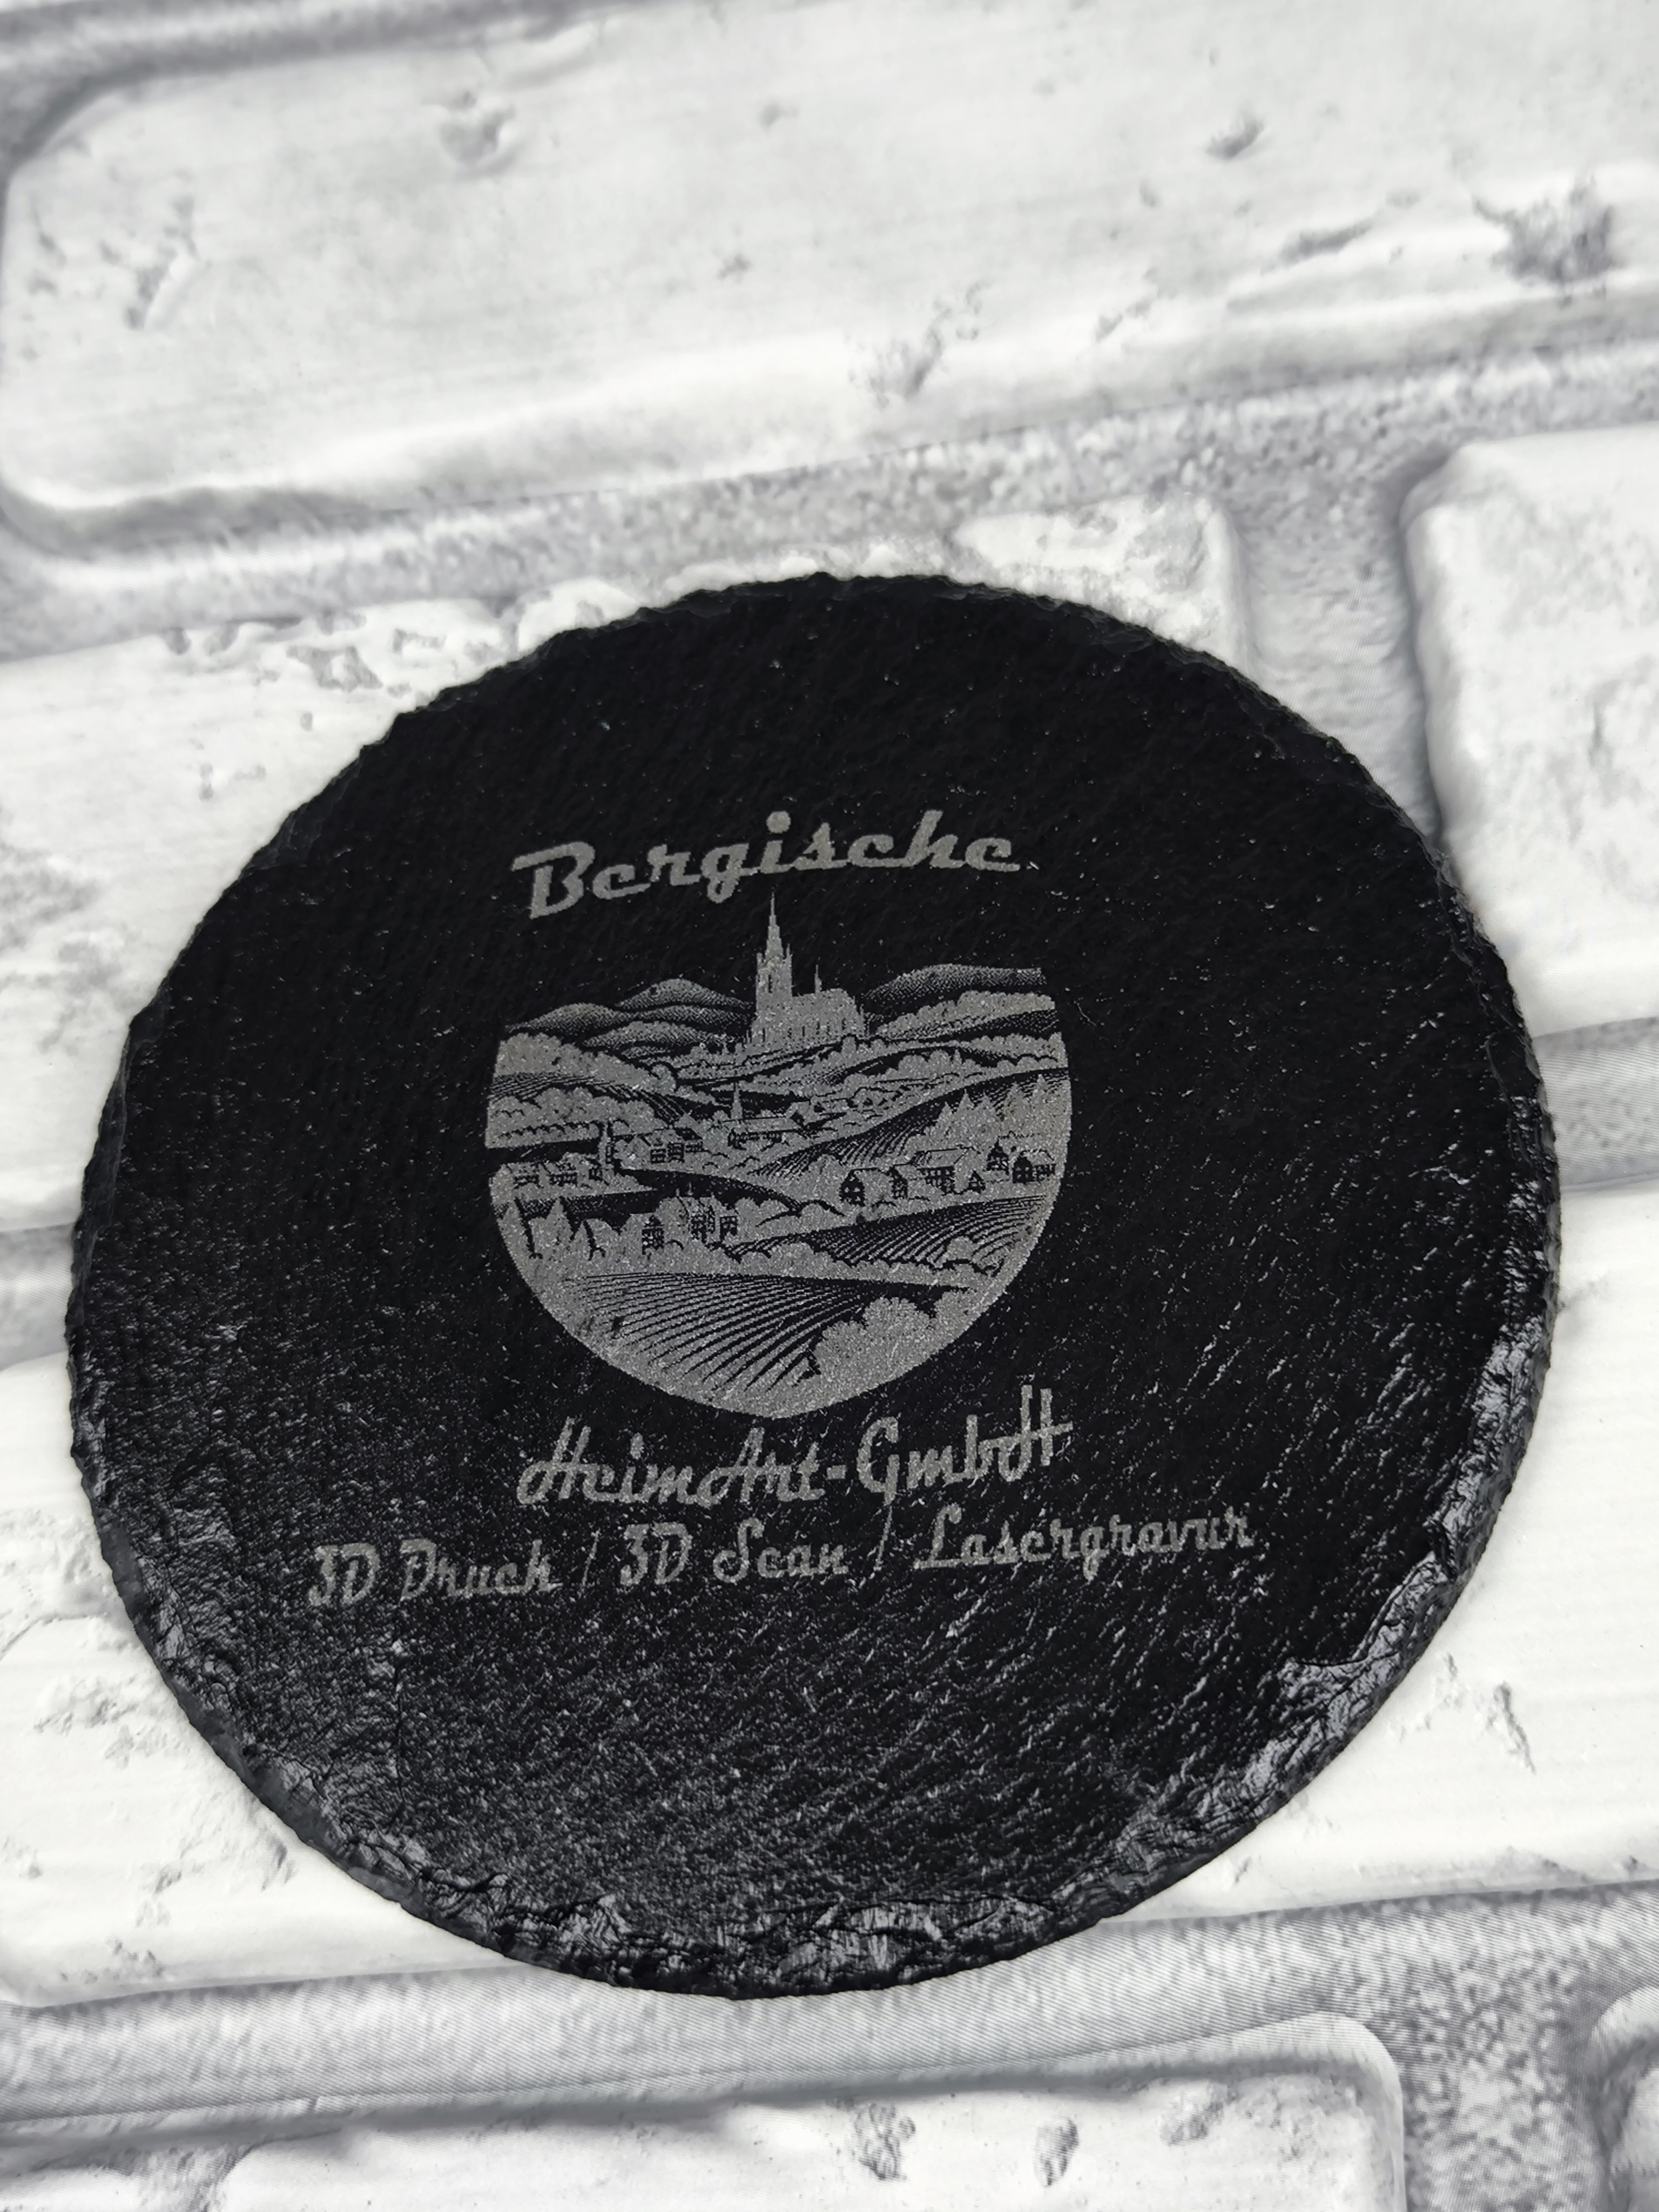 Bergische
HeimArt-GmbH
3D Druck / 3D Scan / Lasergravur